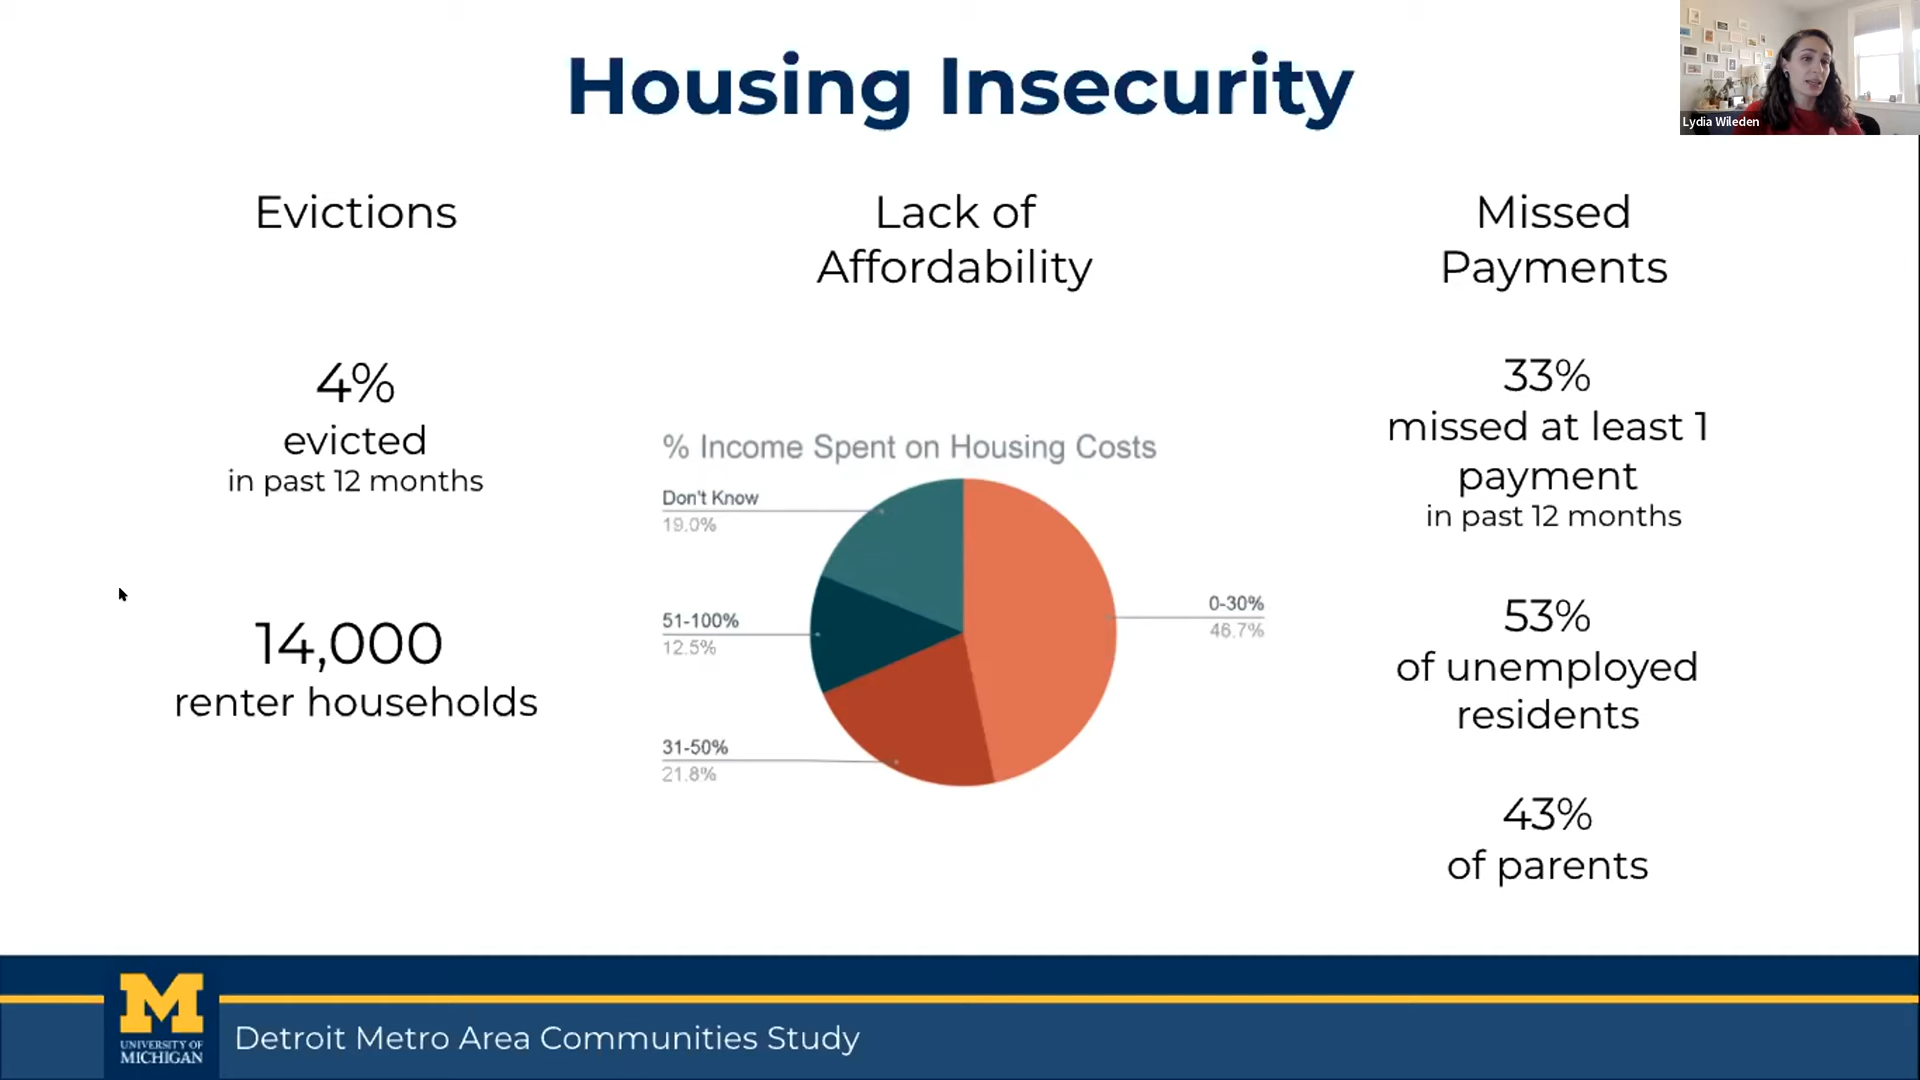 Housing Insecurity
Lydia Wileden
Evictions
4%
evicted
in past 12 months
14,000
renter households
Lack of
Affordability
% Income Spent on Housing Costs
Don't Know
19.0%
51-100%
12.5%
31-50%
21.8%
0-30%
46.7%
Missed
Payments
33%
missed at least 1
payment
in past 12 months
53%
of unemployed
residents
43%
of parents
M
UNIVERSITY OF
MICHIGAN
Detroit Metro Area Communities Study